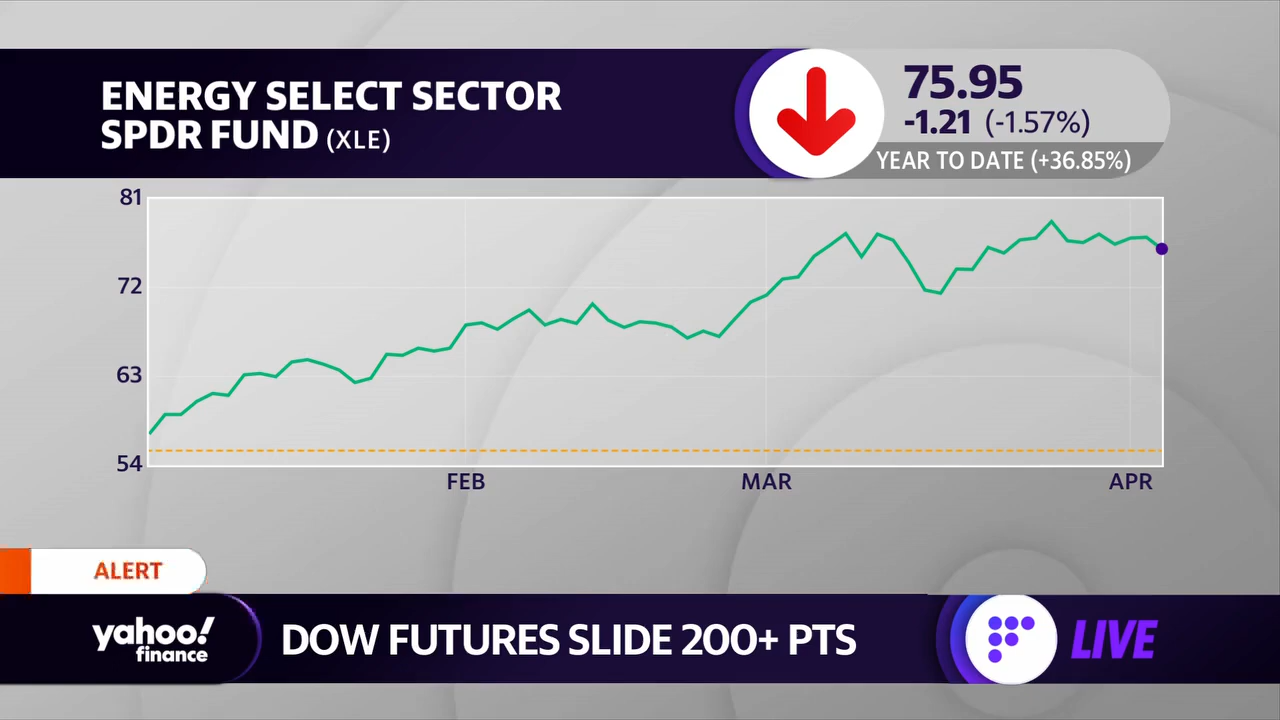 ENERGY SELECT SECTOR
SPDR FUND (XLE)
75.95
-1.21 (-1.57%)
YEAR TO DATE (+36.85%)
81
72
63
54
FEB MAR APR
ALERT
yahoo!
finance
DOW FUTURES SLIDE 200+ PTS
LIVE